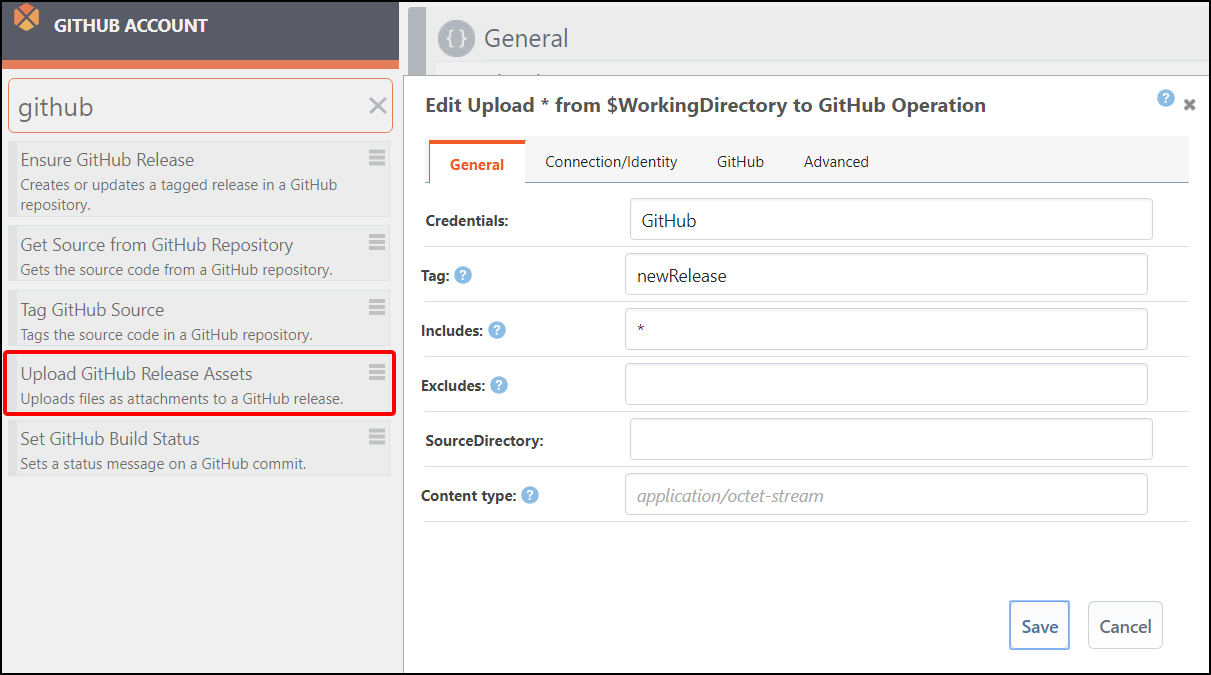 GITHUB ACCOUNT
github
Ensure GitHub Release
Creates or updates a tagged release in a GitHub
repository.
Get Source from GitHub Repository
Gets the source code from a GitHub repository.
Tag GitHub Source
Tags the source code in a GitHub repository.
Upload GitHub Release Assets
Uploads files as attachments to a GitHub release.
Set GitHub Build Status
Sets a status message on a GitHub commit.
{} General
Edit Upload * from $WorkingDirectory to GitHub Operation
?
General Connection/Identity GitHub Advanced
Credentials: GitHub
Tag: ? newRelease
Includes: ? *
Excludes: ?
SourceDirectory:
Content type: ? application/octet-stream
Save Cancel